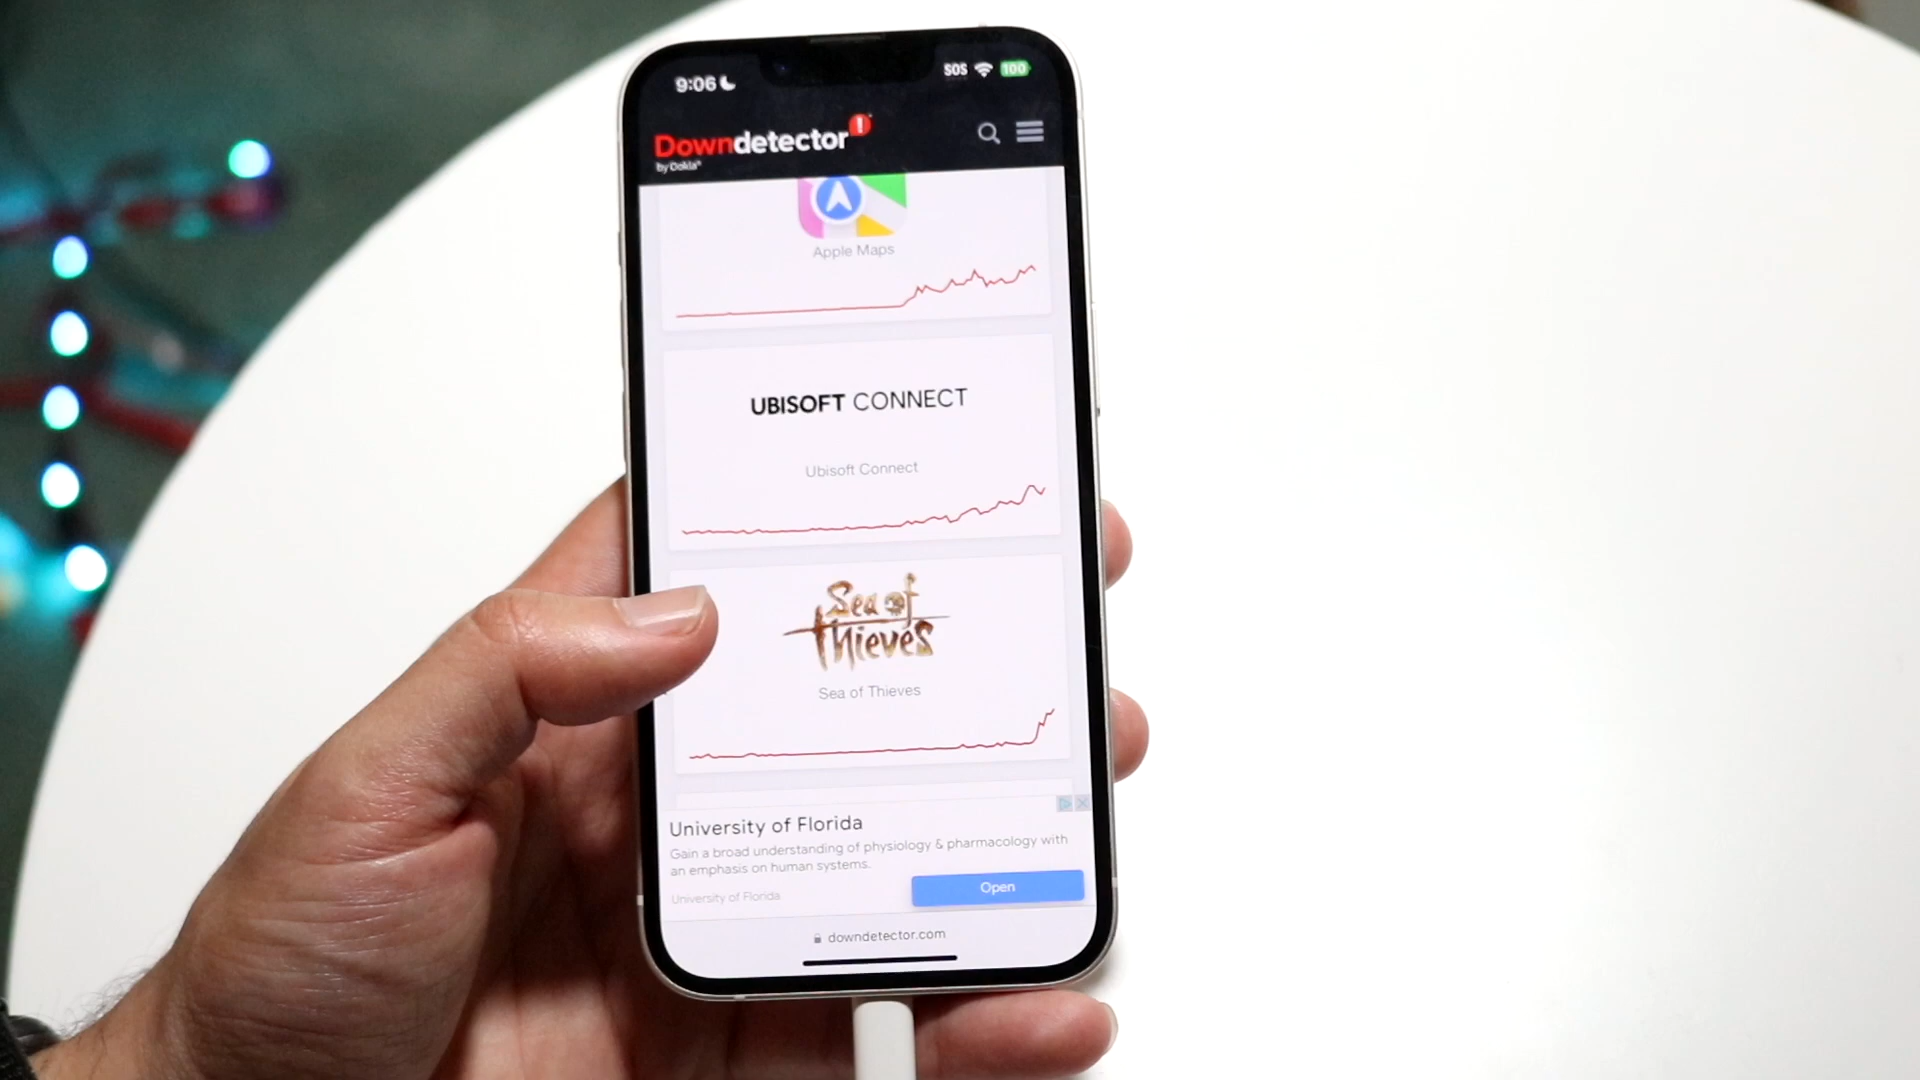 9:06
SOS
100
Downdetector
by Ookla
Apple Maps
UBISOFT CONNECT
Ubisoft Connect
Sea of
Thieves
Sea of Thieves
University of Florida
Gain a broad understanding of physiology & pharmacology with
an emphasis on human systems.
University of Florida
Open
downdetector.com